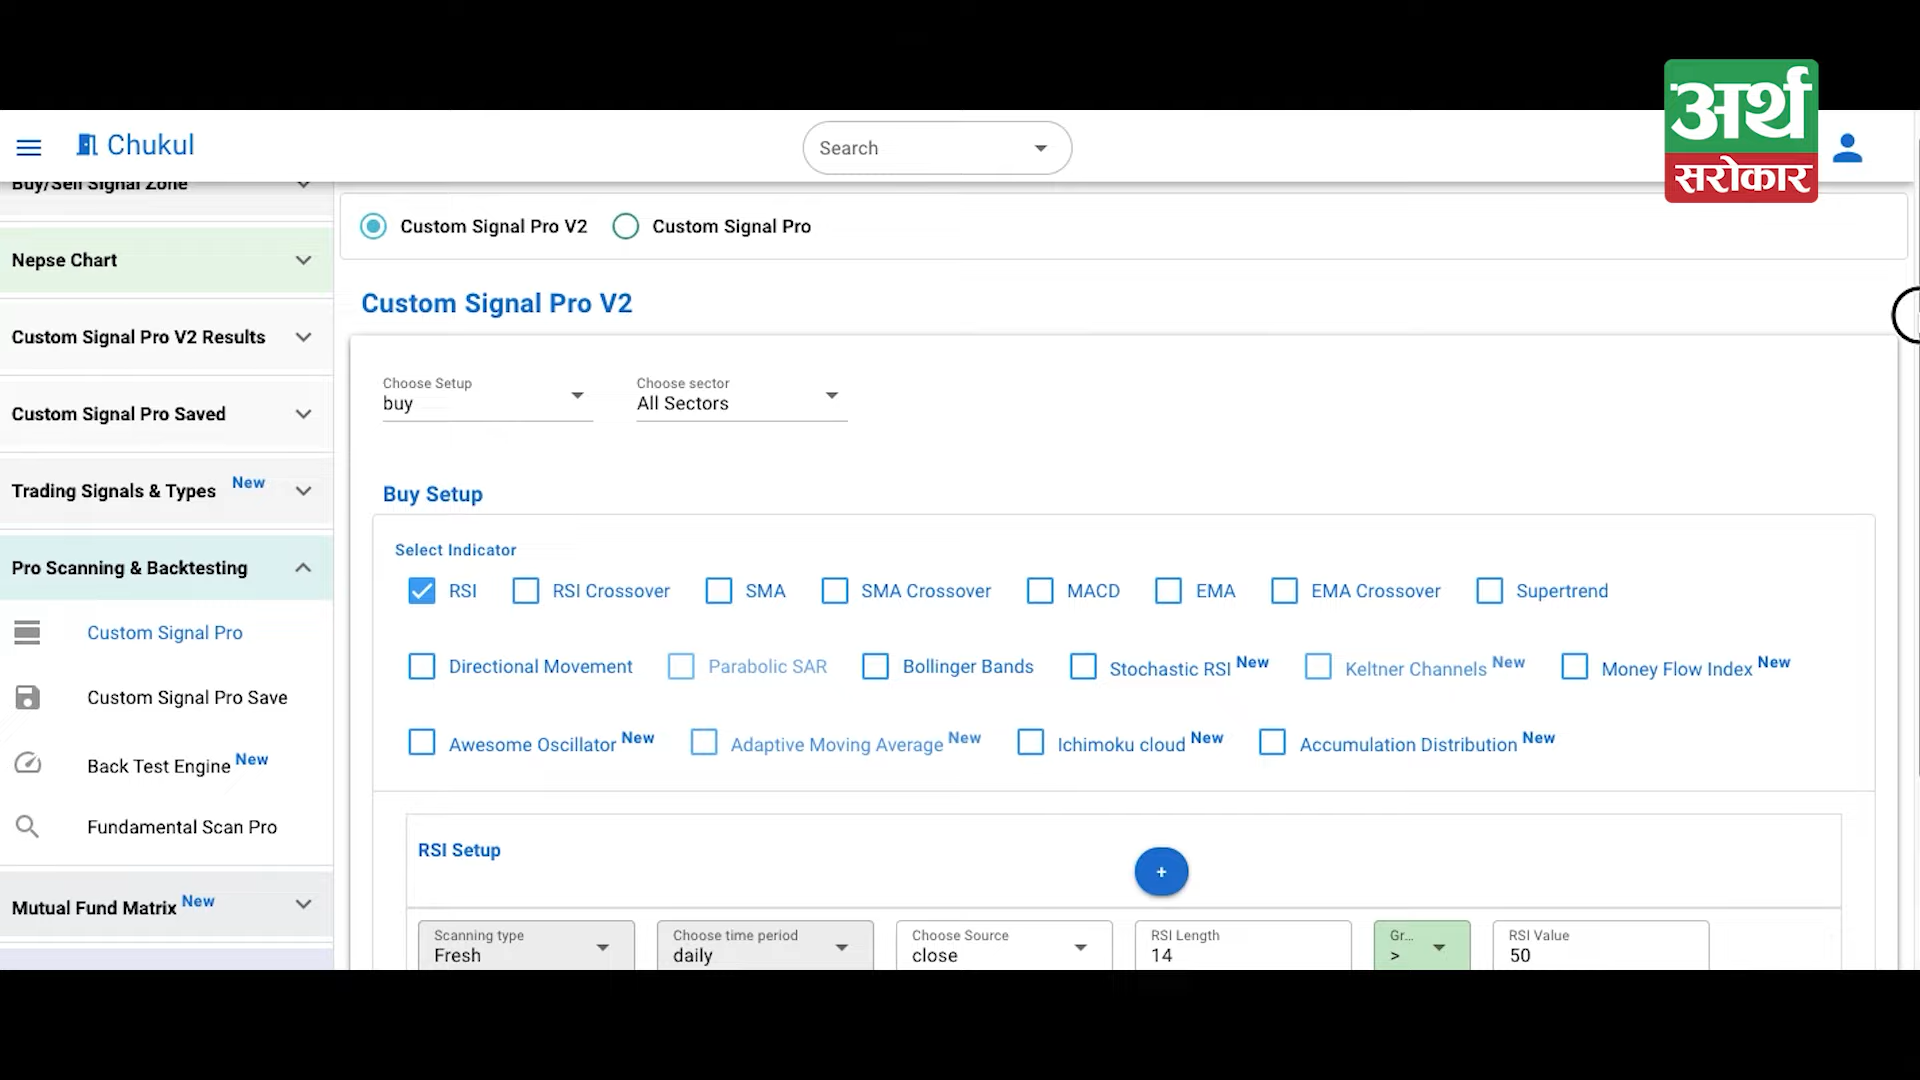 अर्थ
सरोकार
Chukul
Search
Buy/Sell Signal Zone
Nepse Chart
Custom Signal Pro V2 Results
Custom Signal Pro Saved
Trading Signals & Types New
Pro Scanning & Backtesting
Custom Signal Pro
Custom Signal Pro Save
Back Test Engine New
Fundamental Scan Pro
Mutual Fund Matrix New
Custom Signal Pro V2 Custom Signal Pro
Custom Signal Pro V2
Choose Setup Choose sector
buy All Sectors
Buy Setup
Select Indicator
RSI RSI Crossover SMA SMA Crossover MACD EMA EMA Crossover Supertrend
Directional Movement Parabolic SAR Bollinger Bands Stochastic RSI New Keltner Channels New Money Flow Index New
Awesome Oscillator New Adaptive Moving Average New Ichimoku cloud New Accumulation Distribution New
RSI Setup
+
Scanning type Choose time period Choose Source RSI Length Gr... RSI Value
Fresh daily close 14 > 50